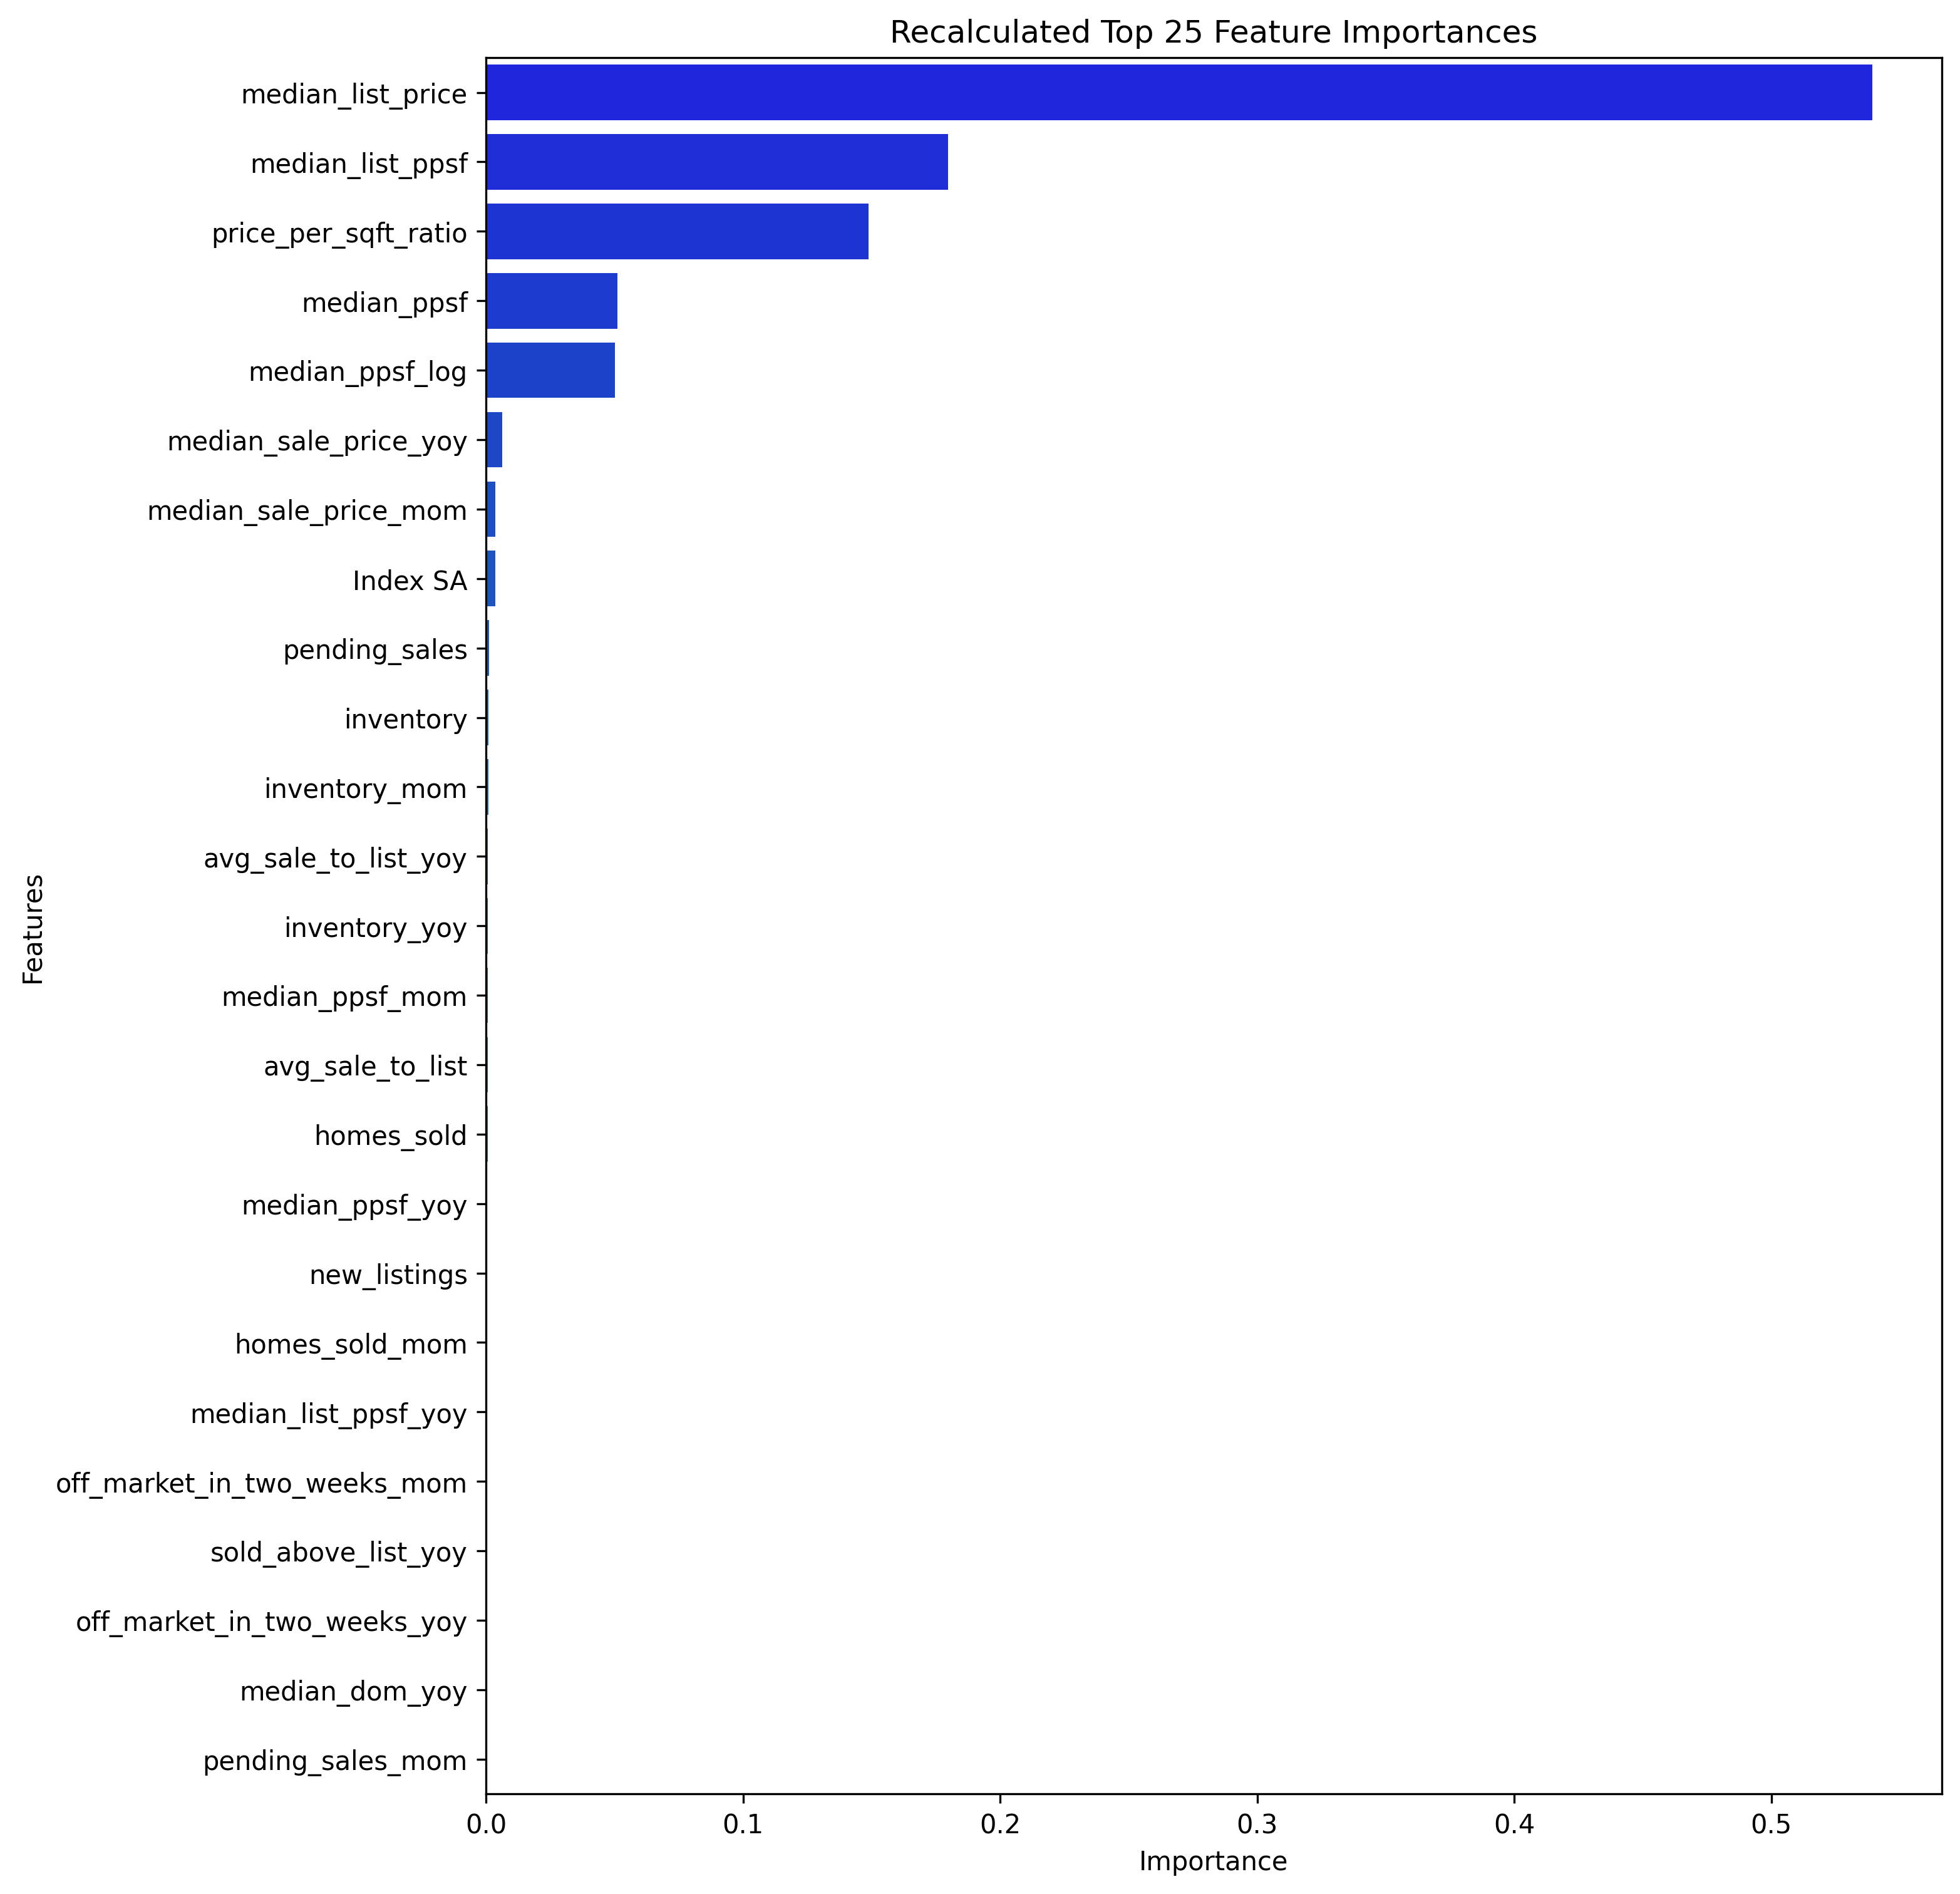 Recalculated Top 25 Feature Importances
median_list_price
median_list_ppsf
price_per_sqft_ratio
median_ppsf
median_ppsf_log
median_sale_price_yoy
median_sale_price_mom
Index SA
pending_sales
inventory
inventory_mom
avg_sale_to_list_yoy
inventory_yoy
median_ppsf_mom
avg_sale_to_list
homes_sold
median_ppsf_yoy
new_listings
homes_sold_mom
median_list_ppsf_yoy
off_market_in_two_weeks_mom
sold_above_list_yoy
off_market_in_two_weeks_yoy
median_dom_yoy
pending_sales_mom
Features
0.0 0.1 0.2 0.3 0.4 0.5
Importance